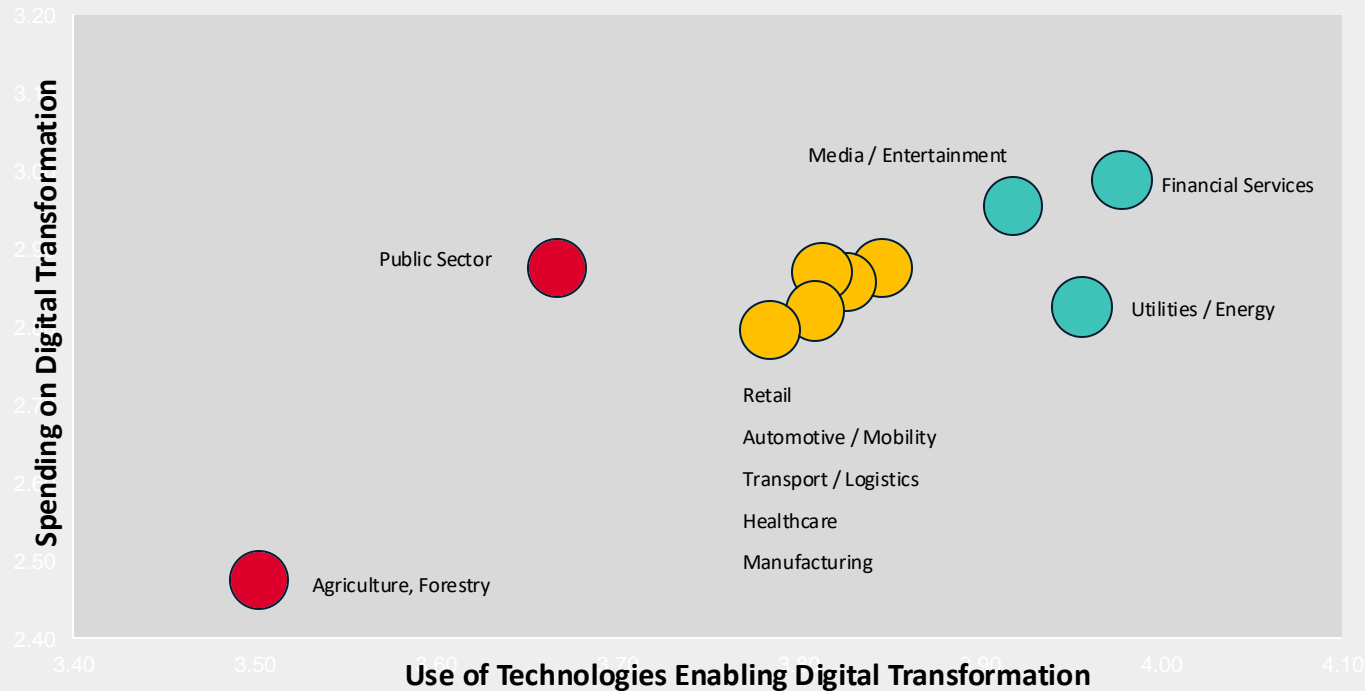 3.20
Spending on Digital Transformation
Media / Entertainment
Financial Services
Public Sector
Utilities / Energy
Retail
Automotive / Mobility
Transport / Logistics
Healthcare
Manufacturing
2.50
Agriculture, Forestry
2.40
3.40
3.50
3.70
4.00
4.10
Use of Technologies Enabling Digital Transformation